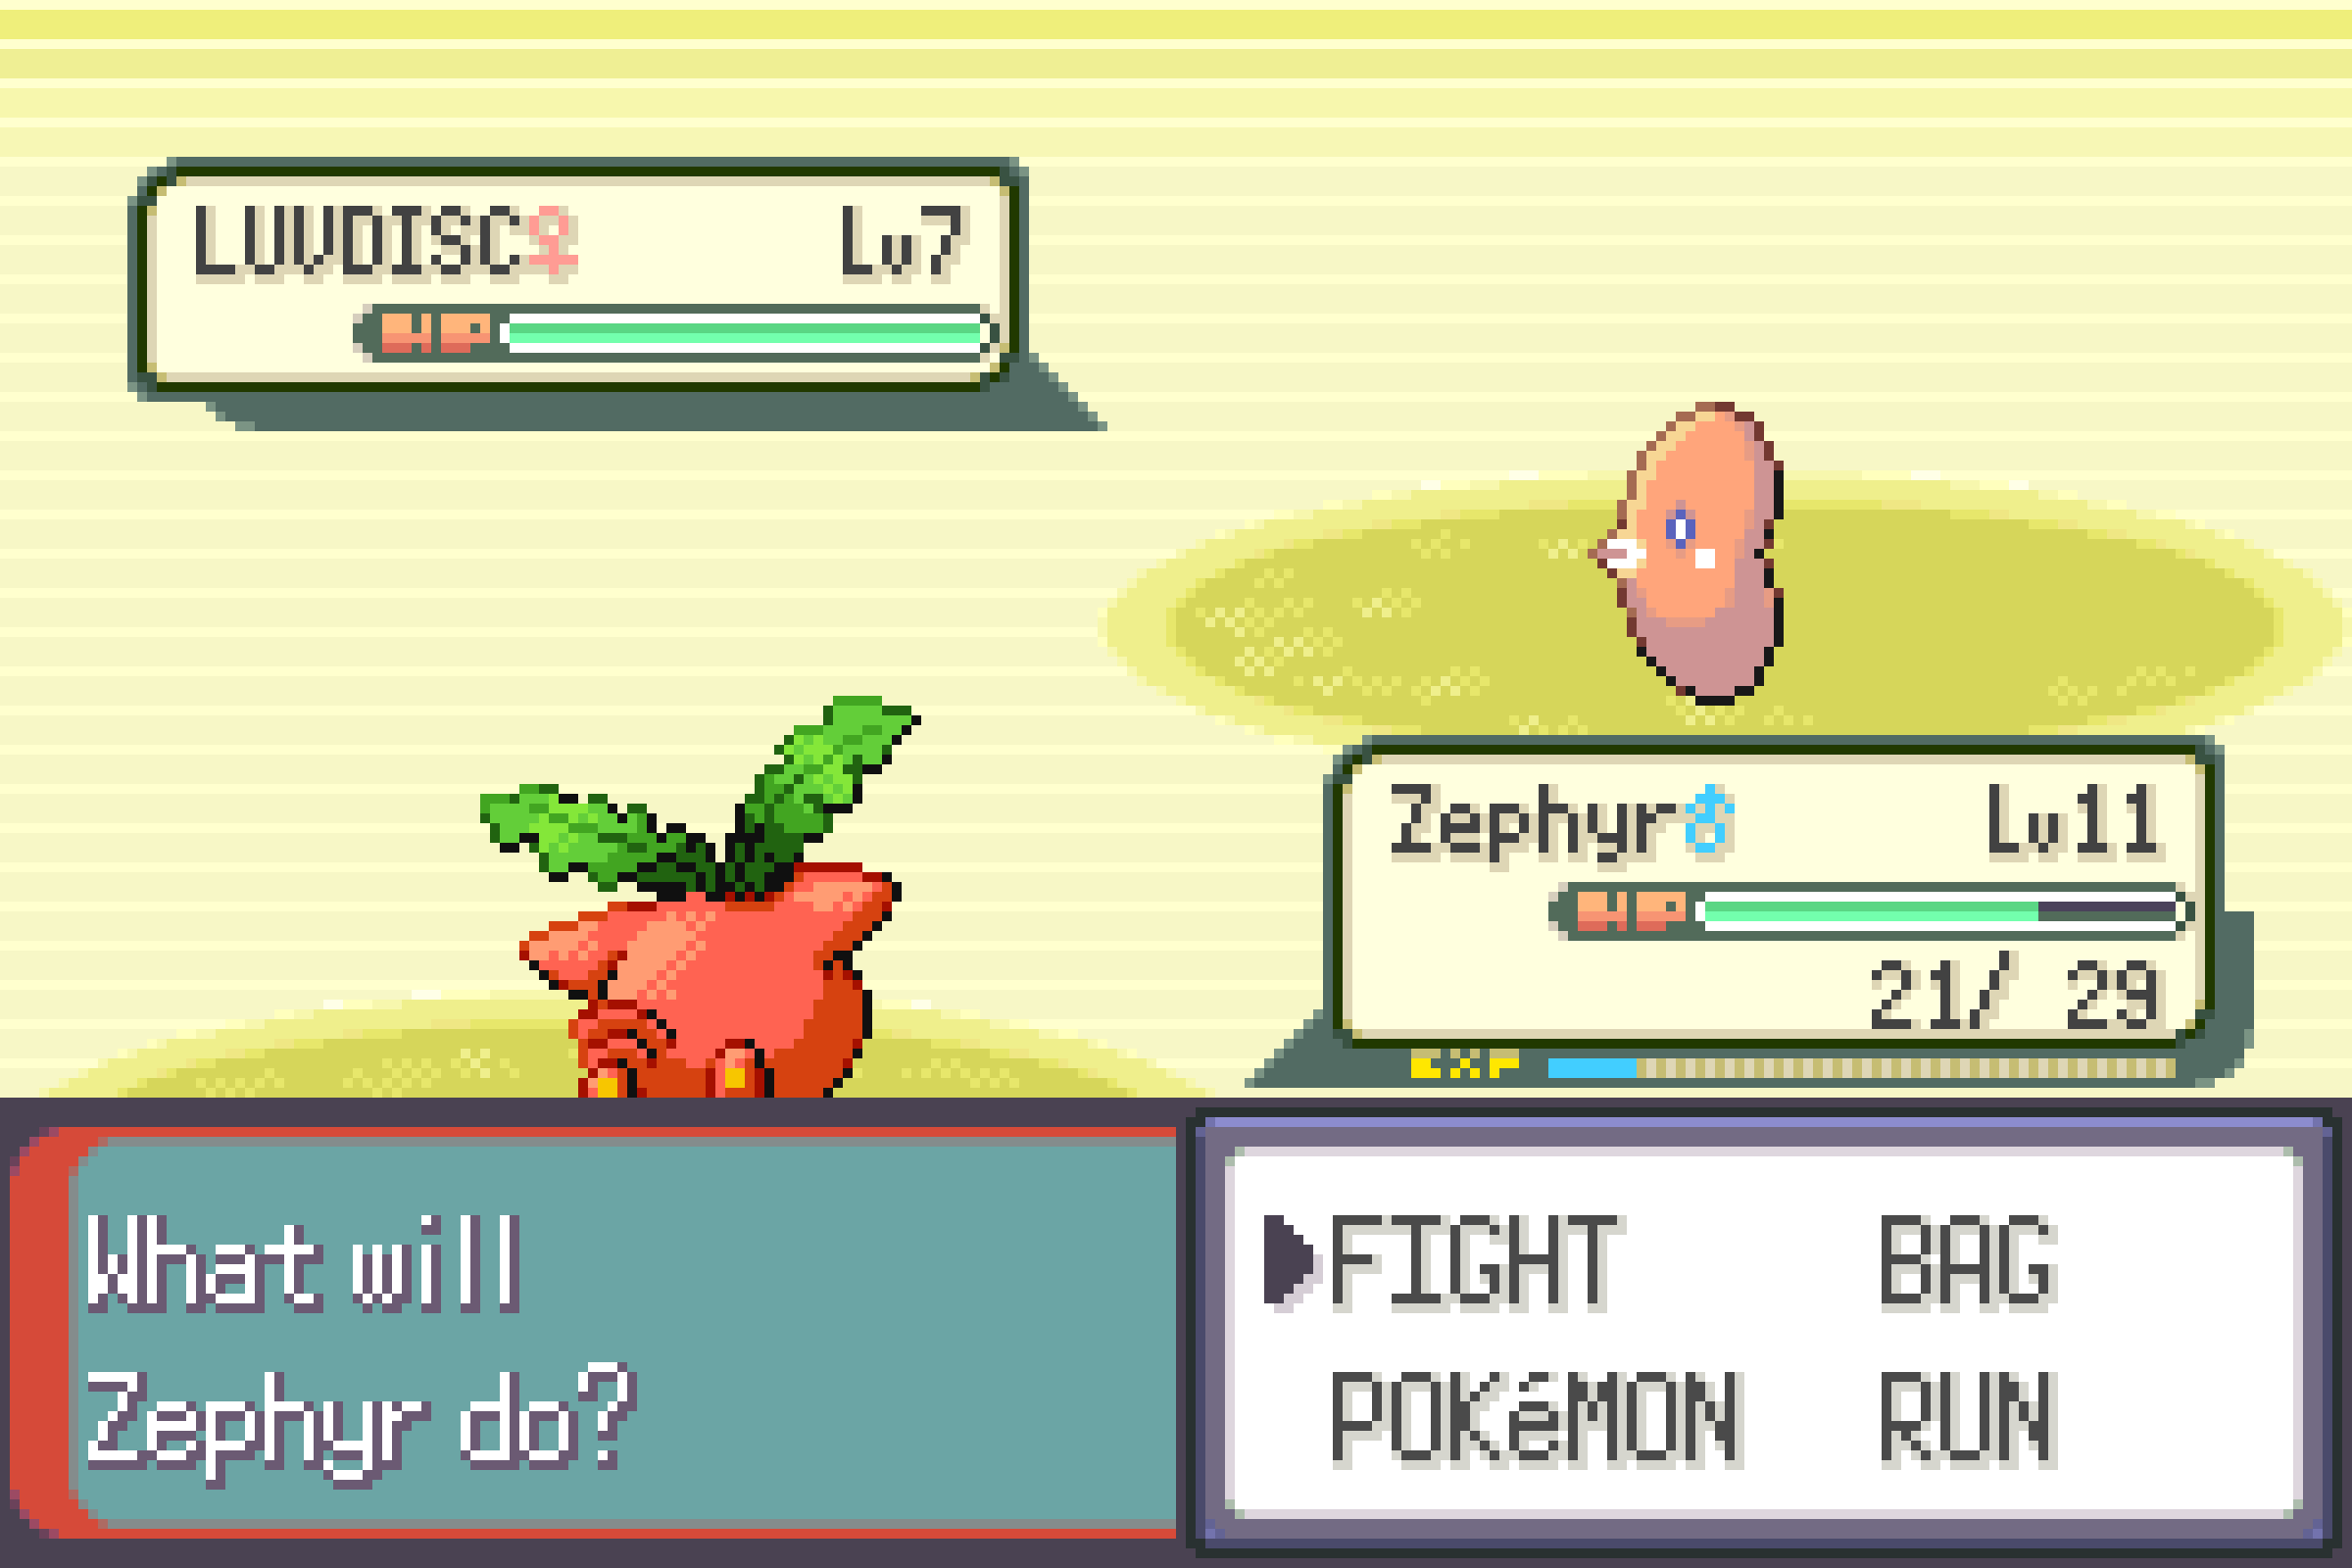 LUVDISC♀ Lv7
HP
Zephyr♂ Lv11
HP
21/ 29
EXP
What will
Zephyr do?
▶FIGHT BAG
POKéMON RUN